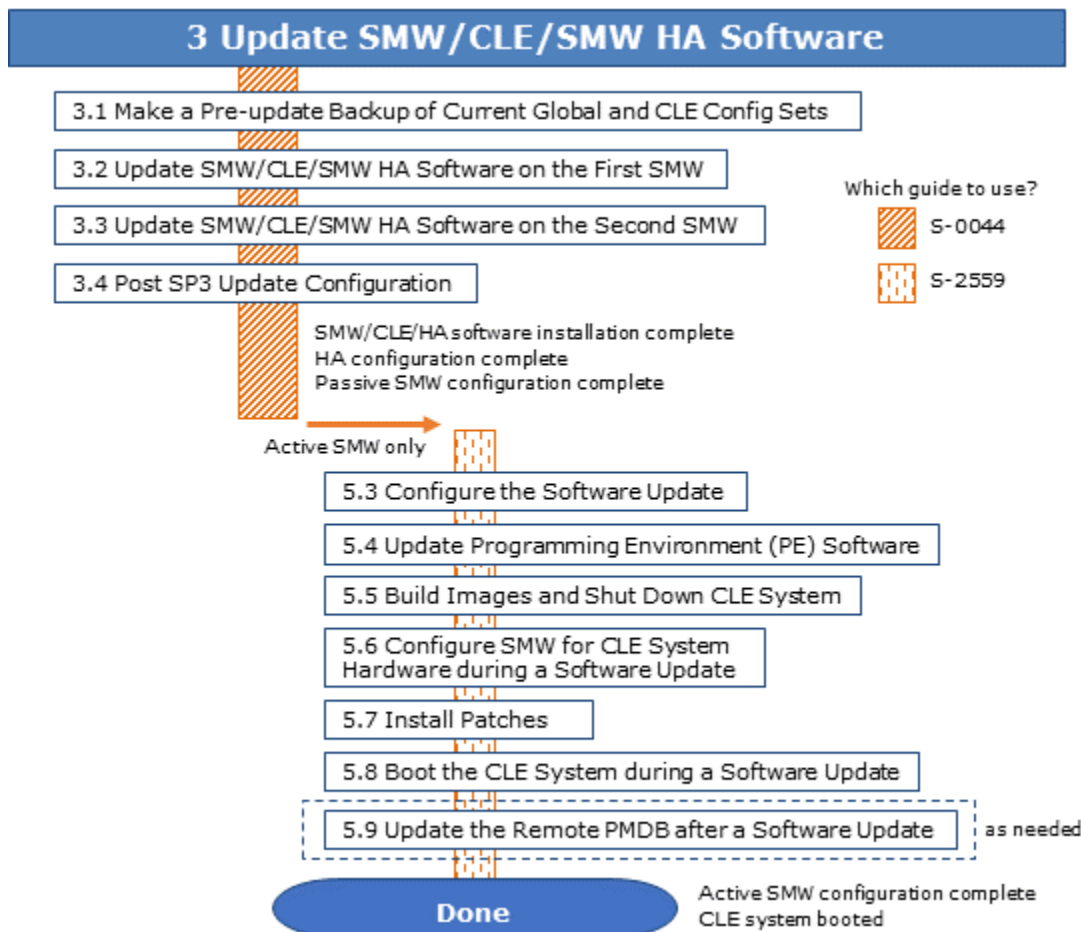 3 Update SMW/CLE/SMW HA Software
3.1 Make a Pre-update Backup of Current Global and CLE Config Sets
3.2 Update SMW/CLE/SMW HA Software on the First SMW
Which guide to use?
3.3 Update SMW/CLE/SMW HA Software on the Second SMW
S-0044
3.4 Post SP3 Update Configuration
S-2559
SMW/CLE/HA software installation complete
HA configuration complete
Passive SMW configuration complete
Active SMW only
5.3 Configure the Software Update
5.4 Update Programming Environment (PE) Software
5.5 Build Images and Shut Down CLE System
5.6 Configure SMW for CLE System
Hardware during a Software Update
5.7 Install Patches
5.8 Boot the CLE System during a Software Update
5.9 Update the Remote PMDB after a Software Update
as needed
Done
Active SMW configuration complete
CLE system booted